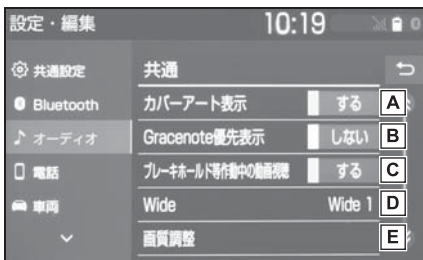 設定・編集 10:19
共通設定 共通
Bluetooth カバーアート表示 する A
オーディオ Gracenote優先表示 しない B
電話 ブレーキホールド等作動中の動画視聴 する C
車両 Wide Wide 1 D
画質調整 E